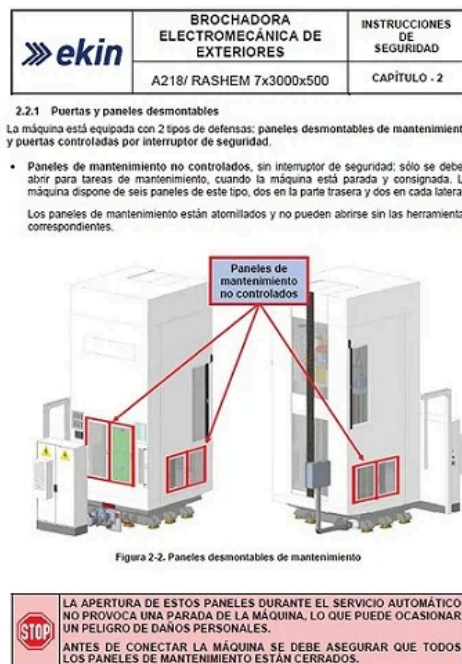 ekin
BROCHADORA
ELECTROMECÁNICA DE
EXTERIORES
A218/ RASHEM 7x3000x500
INSTRUCCIONES
DE
SEGURIDAD
CAPÍTULO - 2
2.2.1 Puertas y paneles desmontables
La máquina está equipada con 2 tipos de defensas: paneles desmontables de mantenimient
y puertas controladas por interruptor de seguridad.
• Paneles de mantenimiento no controlados, sin interruptor de seguridad: sólo se debe
abrir para tareas de mantenimiento, cuando la máquina está parada y consignada. L
máquina dispone de seis paneles de este tipo, dos en la parte trasera y dos en cada latera
Los paneles de mantenimiento están atornillados y no pueden abrirse sin las herramienta
correspondientes.
Paneles de
mantenimiento
no controlados
Figura 2-2. Paneles desmontables de mantenimiento
STOP
LA APERTURA DE ESTOS PANELES DURANTE EL SERVICIO AUTOMÁTICO
NO PROVOCA UNA PARADA DE LA MÁQUINA, LO QUE PUEDE OCASIONAR
UN PELIGRO DE DAÑOS PERSONALES.
ANTES DE CONECTAR LA MÁQUINA SE DEBE ASEGURAR QUE TODOS
LOS PANELES DE MANTENIMIENTO ESTÁN CERRADOS.